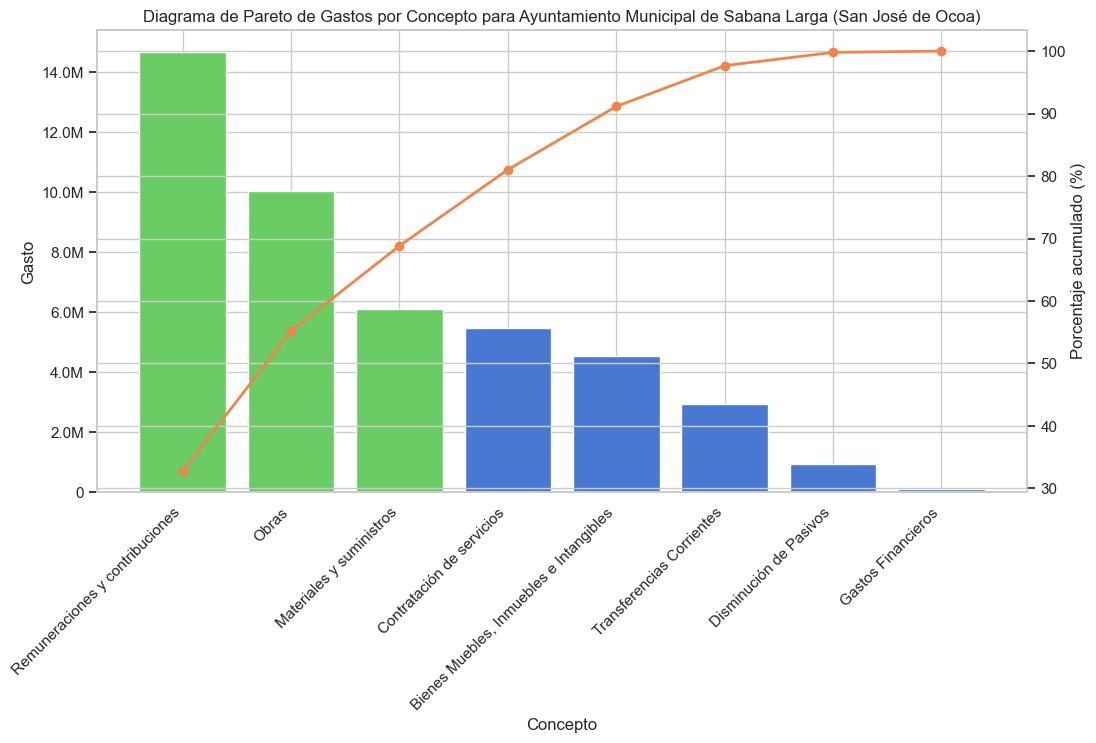 Diagrama de Pareto de Gastos por Concepto para Ayuntamiento Municipal de Sabana Larga (San José de Ocoa)
Gasto
14.0M
12.0M
10.0M
8.0M
6.0M
4.0M
2.0M
0
100
90
80
70
60
50
40
30
Porcentaje acumulado (%)
Remuneraciones y contribuciones
Obras
Materiales y suministros
Contratación de servicios
Bienes Muebles, Inmuebles e Intangibles
Transferencias Corrientes
Disminución de Pasivos
Gastos Financieros
Concepto